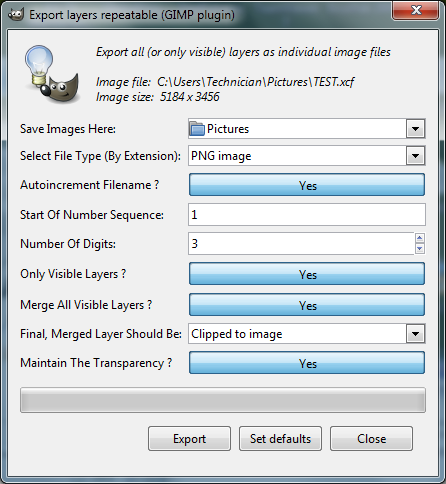 Export layers repeatable (GIMP plugin)
Export all (or only visible) layers as individual image files
Image file: C:\Users\Technician\Pictures\TEST.xcf
Image size: 5184 x 3456
Save Images Here: Pictures
Select File Type (By Extension): PNG image
Autoincrement Filename ? Yes
Start Of Number Sequence: 1
Number Of Digits: 3
Only Visible Layers ? Yes
Merge All Visible Layers ? Yes
Final, Merged Layer Should Be: Clipped to image
Maintain The Transparency ? Yes
Export Set defaults Close